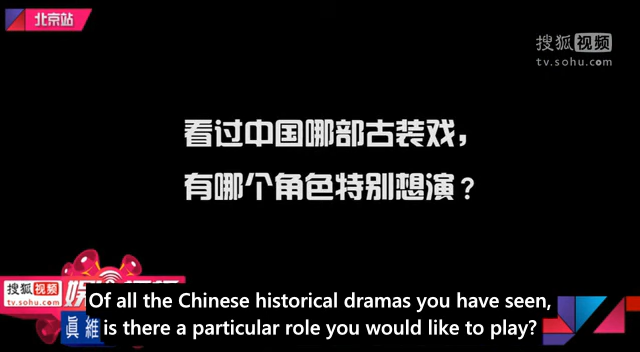 北京站
搜狐视频
tv.sohu.com
看过中国哪部古装戏，
有哪个角色特别想演？
搜狐视频
tv.sohu.com
真維
Of all the Chinese historical dramas you have seen,
is there a particular role you would like to play?